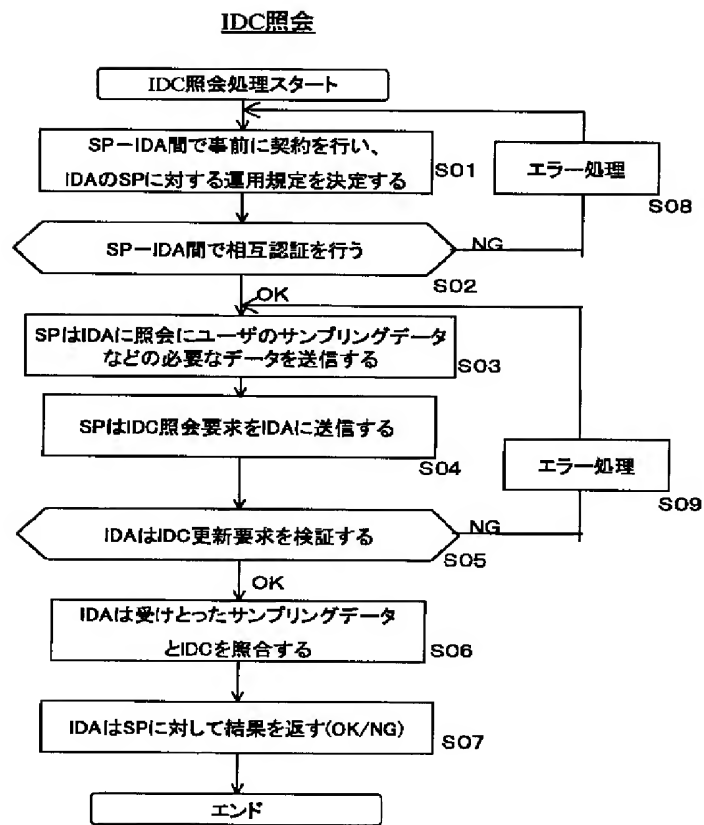 IDC照会
IDC照会処理スタート
SP－IDA間で事前に契約を行い、
IDAのSPに対する運用規定を決定する
S01
エラー処理
S08
SP－IDA間で相互認証を行う
NG
S02
OK
SPはIDAに照会にユーザのサンプリングデータ
などの必要なデータを送信する
S03
SPはIDC照会要求をIDAに送信する
S04
エラー処理
S09
IDAはIDC更新要求を検証する
NG
S05
OK
IDAは受けとったサンプリングデータ
とIDCを照合する
S06
IDAはSPに対して結果を返す(OK/NG)
S07
エンド